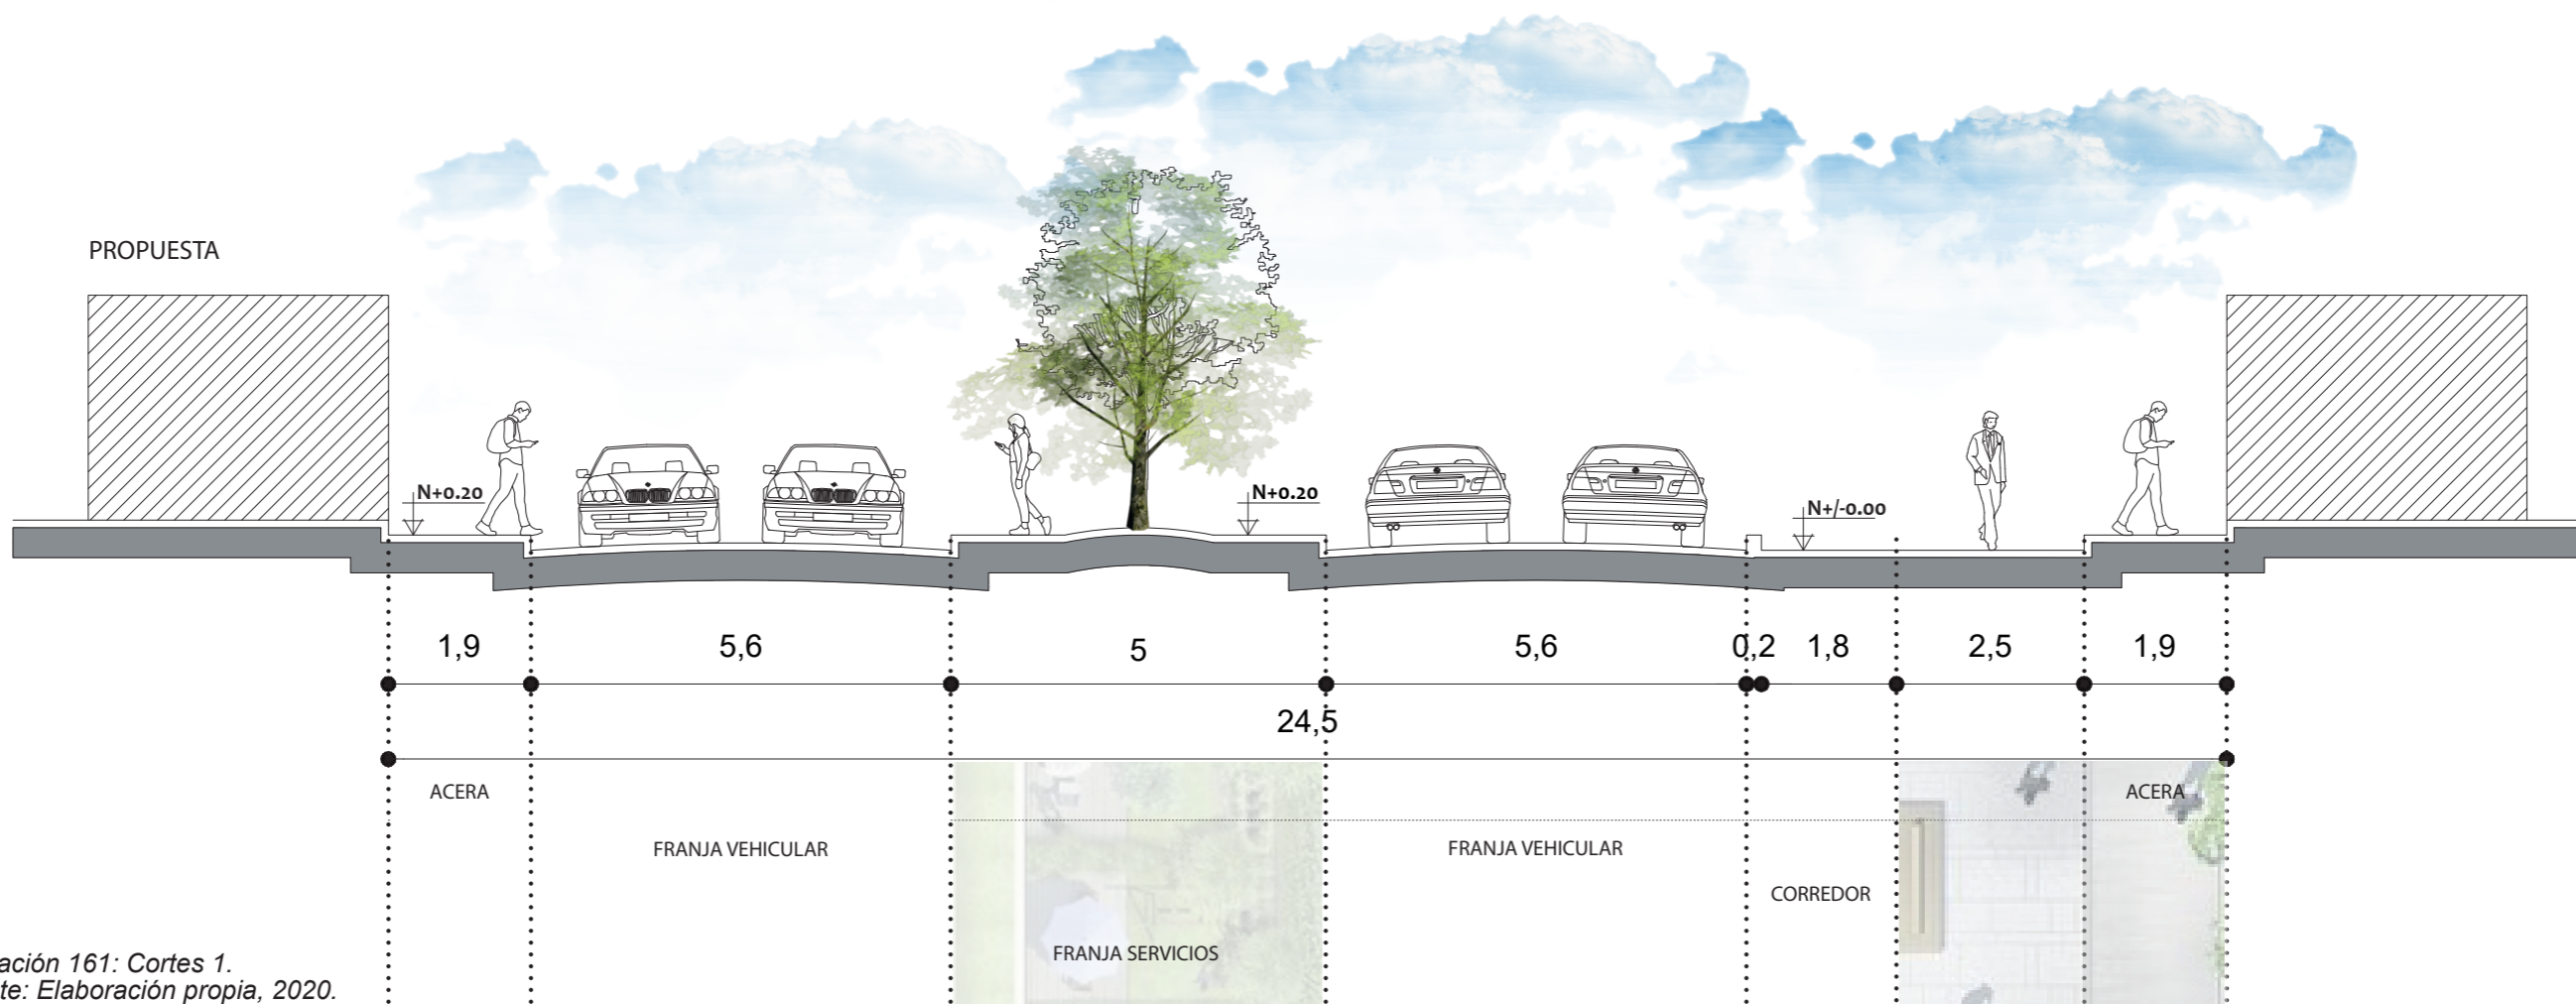 PROPUESTA
N+0.20
N+0.20
N+/-0.00
1,9
5,6
5
5,6
0,2
1,8
2,5
1,9
24,5
ACERA
ACERA
FRANJA VEHICULAR
FRANJA VEHICULAR
CORREDOR
FRANJA SERVICIOS
ación 161: Cortes 1.
te: Elaboración propia, 2020.